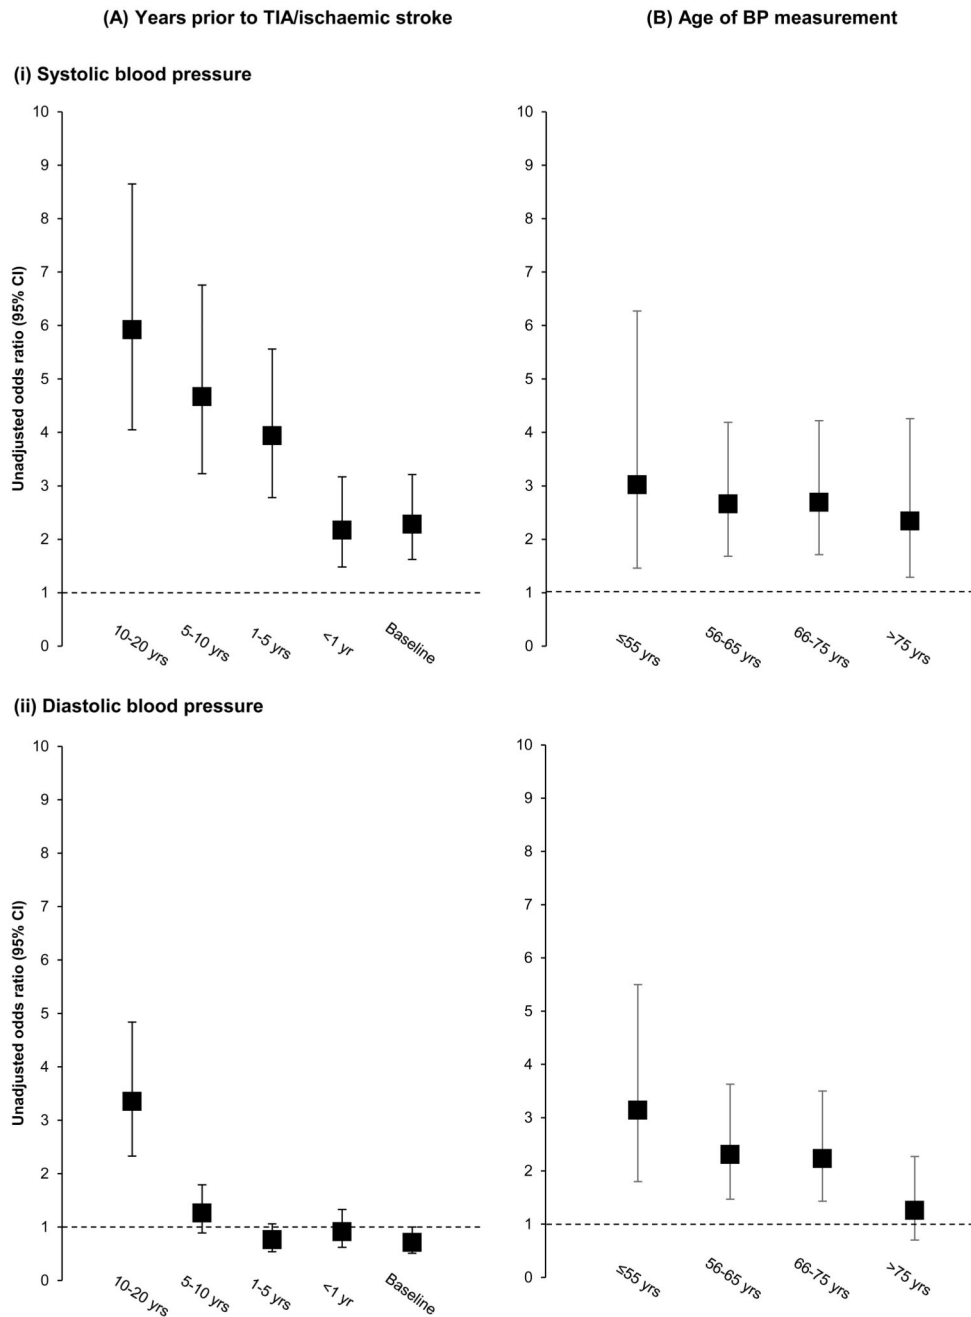 (A) Years prior to TIA/ischaemic stroke
(B) Age of BP measurement
(i) Systolic blood pressure
Unadjusted odds ratio (95% CI)
10
9
8
7
6
5
4
3
2
1
0
10-20 yrs
5-10 yrs
1-5 yrs
<1 yr
Baseline
10
9
8
7
6
5
4
3
2
1
0
≤55 yrs
56-65 yrs
66-75 yrs
>75 yrs
(ii) Diastolic blood pressure
Unadjusted odds ratio (95% CI)
10
9
8
7
6
5
4
3
2
1
0
10-20 yrs
5-10 yrs
1-5 yrs
<1 yr
Baseline
10
9
8
7
6
5
4
3
2
1
0
≤55 yrs
56-65 yrs
66-75 yrs
>75 yrs